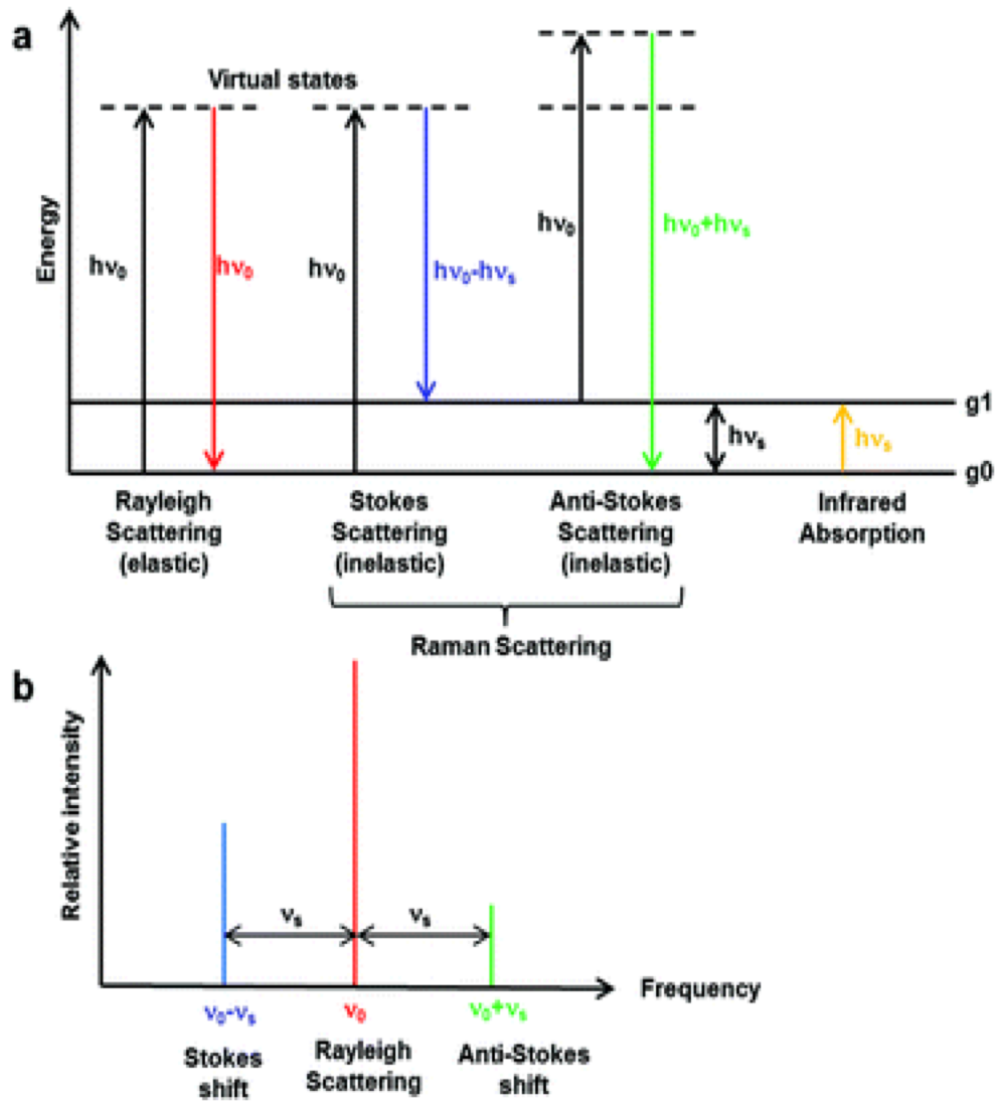 a
Virtual states
Energy
hν₀
hν₀
hν₀
hν₀-hνₛ
hν₀
hν₀+hνₛ
g1
hνₛ
g0
Rayleigh
Scattering
(elastic)
Stokes
Scattering
(inelastic)
Anti-Stokes
Scattering
(inelastic)
Infrared
Absorption
Raman Scattering
b
Relative intensity
νₛ
νₛ
Frequency
ν₀-νₛ
ν₀
ν₀+νₛ
Stokes
shift
Rayleigh
Scattering
Anti-Stokes
shift